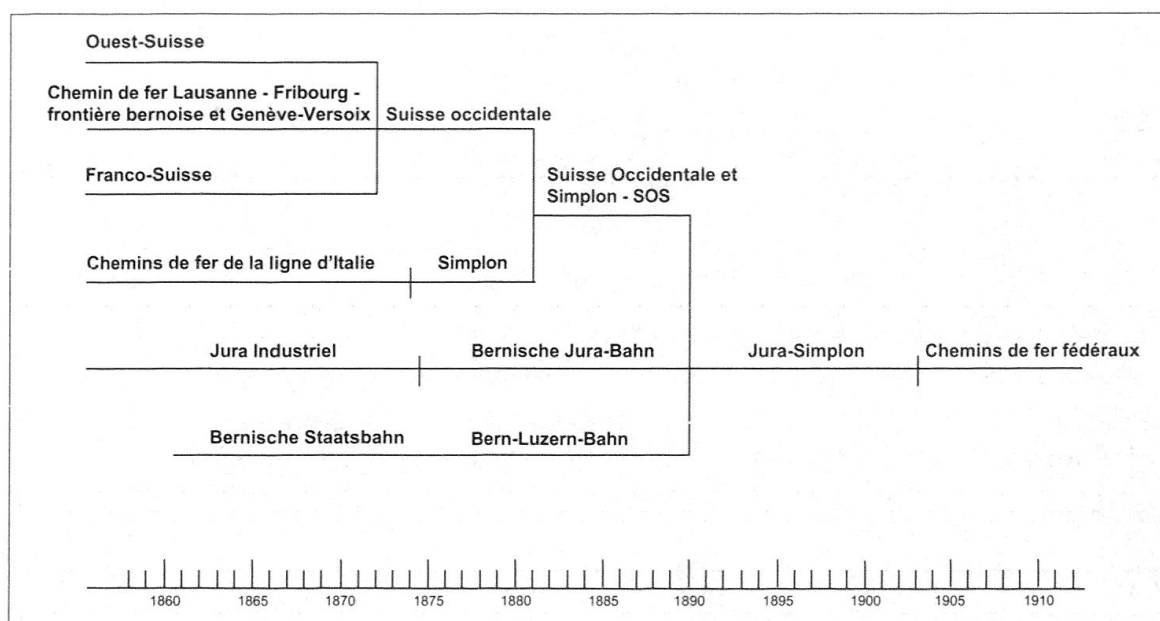 Ouest-Suisse
Chemin de fer Lausanne - Fribourg -
frontière bernoise et Genève-Versoix
Suisse occidentale
Franco-Suisse
Suisse Occidentale et
Simplon - SOS
Chemins de fer de la ligne d'Italie
Simplon
Jura Industriel
Bernische Jura-Bahn
Jura-Simplon
Chemins de fer fédéraux
Bernische Staatsbahn
Bern-Luzern-Bahn
1860 1865 1870 1875 1880 1885 1890 1895 1900 1905 1910